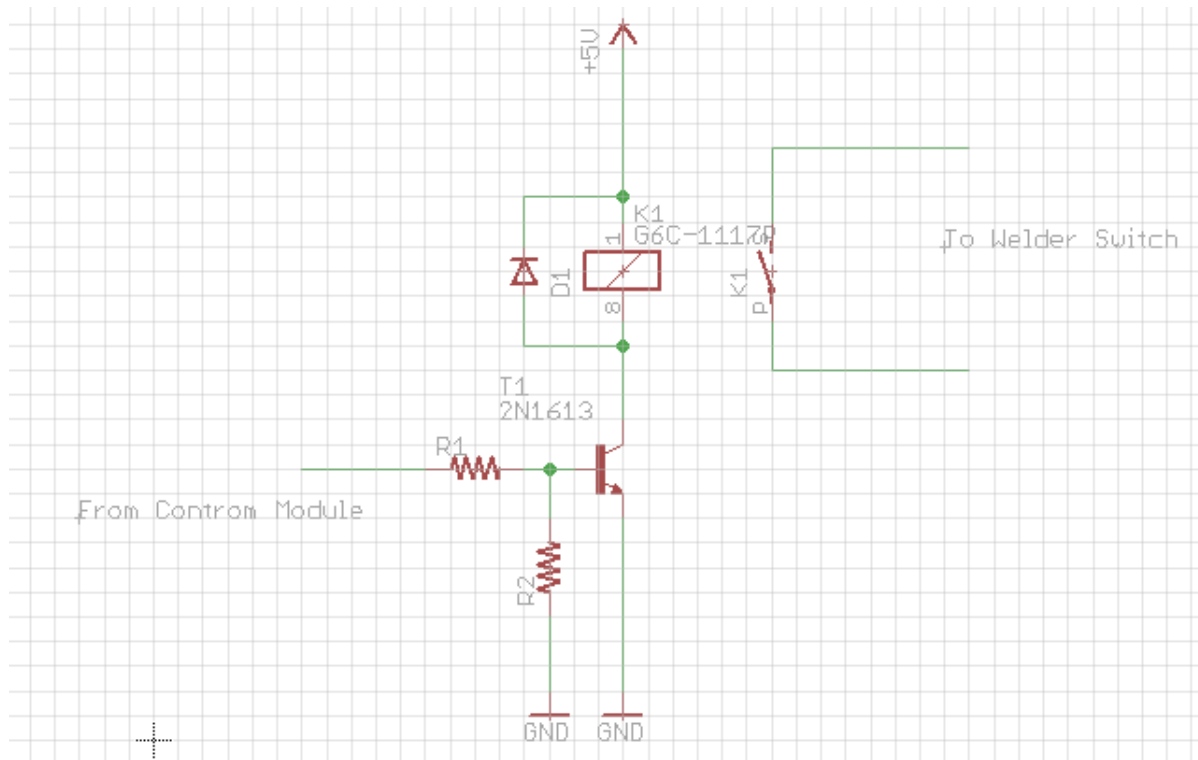 +5V
K1
G6C-1117P
1
S
To Welder Switch
D1
K1
8
P
T1
2N1613
R1
From Controm Module
R2
GND
GND